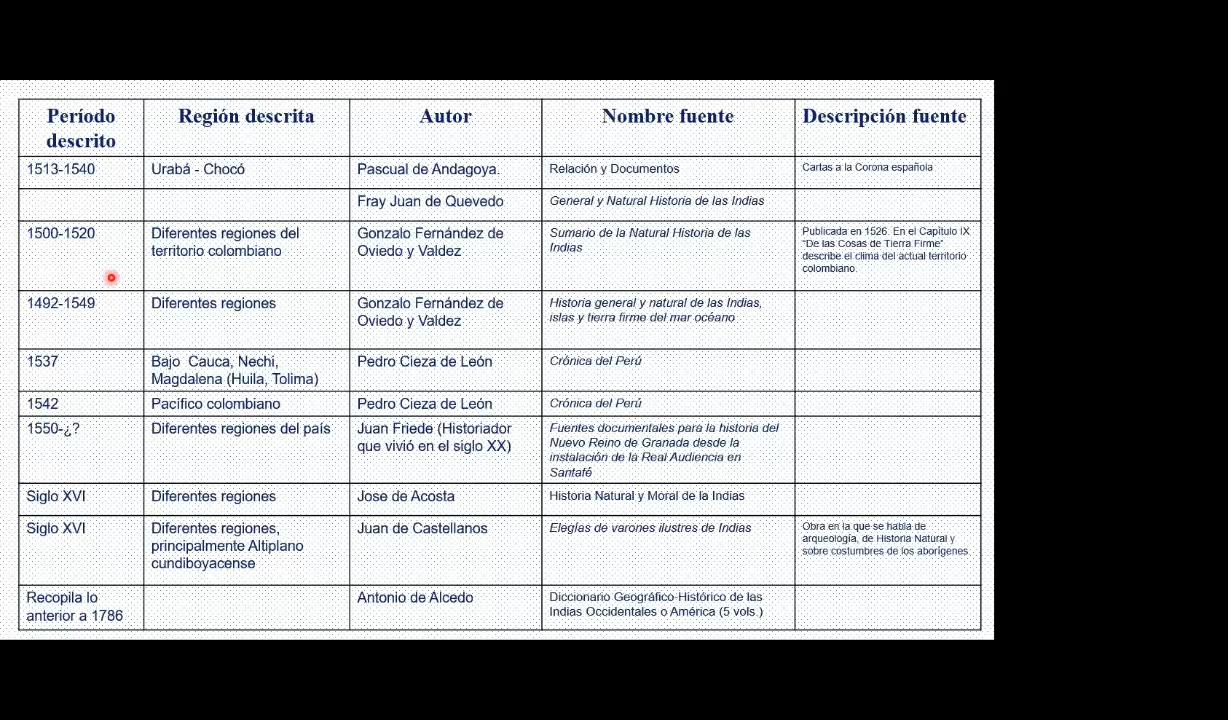 Período descrito
Región descrita
Autor
Nombre fuente
Descripción fuente
1513-1540
Urabá - Chocó
Pascual de Andagoya.
Relación y Documentos
Cartas a la Corona española
Fray Juan de Quevedo
General y Natural Historia de las Indias
1500-1520
Diferentes regiones del
territorio colombiano
Gonzalo Fernández de
Oviedo y Valdez
Sumario de la Natural Historia de las
Indias
Publicada en 1526. En el Capítulo IX
“De las Cosas de Tierra Firme”
describe el clima del actual territorio
colombiano.
1492-1549
Diferentes regiones
Gonzalo Fernández de
Oviedo y Valdez
Historia general y natural de las Indias,
islas y tierra firme del mar océano
1537
Bajo Cauca, Nechí,
Magdalena (Huila, Tolima)
Pedro Cieza de León
Crónica del Perú
1542
Pacífico colombiano
Pedro Cieza de León
Crónica del Perú
1550-¿?
Diferentes regiones del país
Juan Friede (Historiador
que vivió en el siglo XX)
Fuentes documentales para la historia del
Nuevo Reino de Granada desde la
instalación de la Real Audiencia en
Santafé
Siglo XVI
Diferentes regiones
Jose de Acosta
Historia Natural y Moral de la Indias
Siglo XVI
Diferentes regiones,
principalmente Altiplano
cundiboyacense
Juan de Castellanos
Elegías de varones ilustres de Indias
Obra en la que se habla de
arqueología, de Historia Natural y
sobre costumbres de los aborígenes.
Recopila lo
anterior a 1786
Antonio de Alcedo
Diccionario Geográfico-Histórico de las
Indias Occidentales o América (5 vols.)